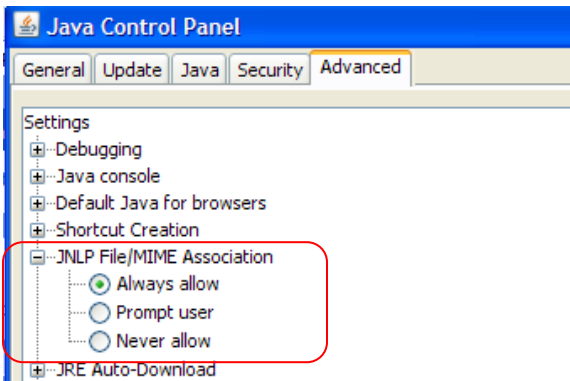 Java Control Panel
General Update Java Security Advanced
Settings
Debugging
Java console
Default Java for browsers
Shortcut Creation
JNLP File/MIME Association
Always allow
Prompt user
Never allow
JRE Auto-Download